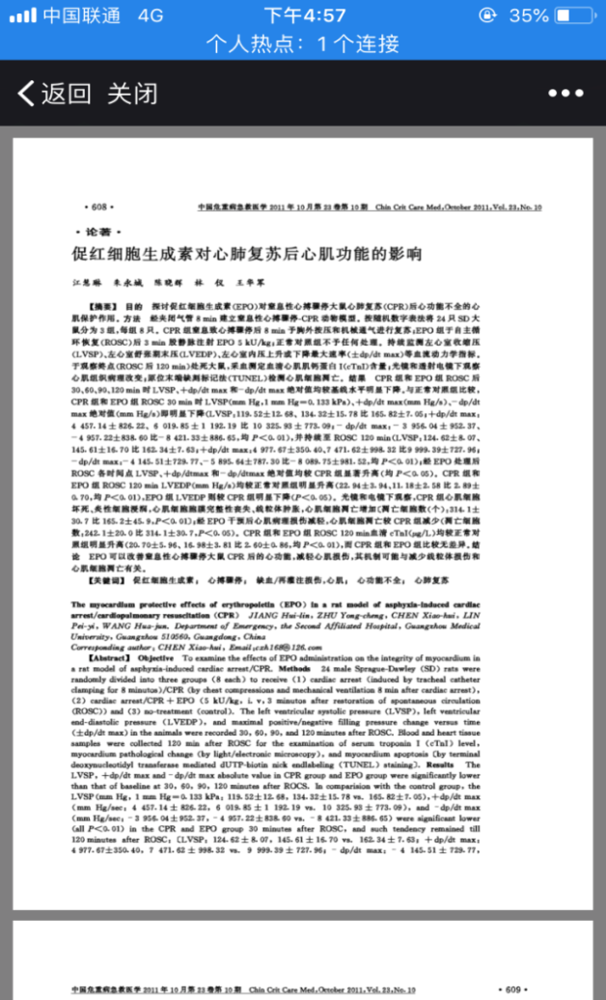 中国联通 4G 下午4:57 35%
个人热点：1 个连接
返回 关闭
•••
· 608 · 中国危重病急救医学 2011 年 10 月第 23 卷第 10 期 Chin Crit Care Med, October 2011, Vol. 23, No. 10
· 论著 ·
促红细胞生成素对心肺复苏后心肌功能的影响
江慧琳 朱永城 陈晓辉 林 仪 王华军
【摘要】 目的 探讨促红细胞生成素(EPO)对窒息性心搏骤停大鼠心肺复苏(CPR)后心功能不全的心
肌保护作用。方法 经夹闭气管 8 min 建立窒息性心搏骤停-CPR 动物模型。按随机数字表法将 24 只 SD 大
鼠分为 3 组,每组 8 只。CPR 组窒息致心搏骤停后 8 min 予胸外按压和机械通气进行复苏;EPO 组于自主循
环恢复(ROSC)后 3 min 股静脉注射 EPO 5 kU/kg;正常对照组不予任何处理。持续监测左心室收缩压
(LVSP)、左心室舒张期末压(LVEDP)、左心室内压上升或下降最大速率(±dp/dt max)等血流动力学指标。
于观察终点(ROSC 后 120 min)处死大鼠,采血测定血清心肌肌钙蛋白 I(cTnI)含量;光镜和透射电镜下观察
心肌组织病理改变;原位末端缺刻标记法(TUNEL)检测心肌细胞凋亡。结果 CPR 组和 EPO 组 ROSC 后
30、60、90、120 min 时 LVSP、+dp/dt max 和 -dp/dt max 绝对值均较基线水平明显下降。与正常对照组比较,
CPR 组和 EPO 组 ROSC 30 min 时 LVSP(mm Hg,1 mm Hg=0.133 kPa)、+dp/dt max(mm Hg/s)、-dp/dt
max 绝对值(mm Hg/s)即明显下降(LVSP:119.52±12.68、134.32±15.78 比 165.82±7.05;+dp/dt max:
4 457.14±826.22、6 019.85±1 192.19 比 10 325.93±773.09;-dp/dt max:-3 956.04±952.37、
-4 957.22±838.60 比 -8 421.33±886.65,均 P<0.01),并持续至 ROSC 120 min(LVSP:124.62±8.07、
145.61±16.70 比 162.34±7.63;+dp/dt max:4 977.67±350.40、7 471.62±998.32 比 9 999.39±727.96;
-dp/dt max:-4 145.51±729.77、-5 895.64±787.30 比 -8 089.75±981.52,均 P<0.01);经 EPO 处理后
ROSC 各时间点 LVSP、+dp/dtmax 和 -dp/dtmax 绝对值均较 CPR 组显著升高(均 P<0.05)。CPR 组和
EPO 组 ROSC 120 min LVEDP(mm Hg)均较正常对照组明显升高(22.94±3.94、11.18±2.58 比 2.89±
0.70,均 P<0.01),EPO 组 LVEDP 则较 CPR 组明显下降(P<0.05)。光镜和电镜下观察,CPR 组心肌细胞
坏死、炎性细胞浸润,心肌细胞胞膜完整性丧失、线粒体肿胀,心肌细胞凋亡增加〔凋亡细胞数(个):314.1±
30.7 比 165.2±45.9,P<0.01〕;经 EPO 干预后心肌病理损伤减轻,心肌细胞凋亡较 CPR 组减少(凋亡细胞
数:242.1±20.0 比 314.1±30.7,P<0.05)。CPR 组和 EPO 组 ROSC 120min血清 cTnI(μg/L)均较正常对
照组明显升高(20.70±5.96、16.98±3.81 比 2.60±0.86,均 P<0.01),而 CPR 组和 EPO 组比较无差异。结
论 EPO 可以改善窒息性心搏骤停大鼠 CPR 后的心功能,减轻心肌损伤,其机制可能与减少线粒体损伤和
心肌细胞凋亡有关。
【关键词】 促红细胞生成素; 心搏骤停; 缺血/再灌注损伤,心肌; 心功能不全; 心肺复苏
The myocardium protective effects of erythropoietin (EPO) in a rat model of asphyxia-induced cardiac
arrest/cardiopulmonary resuscitation (CPR) JIANG Hui-lin, ZHU Yong-cheng, CHEN Xiao-hui, LIN
Pei-yi, WANG Hua-jun. Department of Emergency, the Second Affiliated Hospital, Guangzhou Medical
University, Guangzhou 510560, Guangdong, China
Corresponding author: CHEN Xiao-hui, Email: czh168@126.com
【Abstract】 Objective To examine the effects of EPO administration on the integrity of myocardium in
a rat model of asphyxia-induced cardiac arrest/CPR. Methods 24 male Sprague-Dawley (SD) rats were
randomly divided into three groups (8 each) to receive (1) cardiac arrest (induced by tracheal catheter
clamping for 8 minutes)/CPR (by chest compressions and mechanical ventilation 8 min after cardiac arrest),
(2) cardiac arrest/CPR + EPO (5 kU/kg, i. v, 3 minutes after restoration of spontaneous circulation
(ROSC)) and (3) no-treatment (control). The left ventricular systolic pressure (LVSP), left ventricular
end-diastolic pressure (LVEDP), and maximal positive/negative filling pressure change versus time
(±dp/dt max) in the animals were recorded 30, 60, 90, and 120 minutes after ROSC. Blood and heart tissue
samples were collected 120 min after ROSC for the examination of serum troponin I (cTnI) level,
myocardium pathological change (by light/electronic microscopy), and myocardium apoptosis 〔by terminal
deoxynucleotidyl transferase mediated dUTP-biotin nick endlabeling (TUNEL) staining〕. Results The
LVSP, +dp/dt max and -dp/dt max absolute value in CPR group and EPO group were significantly lower
than that of baseline at 30, 60, 90, 120 minutes after ROCS. In comparision with the control group, the
LVSP (mm Hg, 1 mm Hg=0.133 kPa: 119.52±12.68, 134.32±15.78 vs. 165.82±7.05), +dp/dt max
(mm Hg/sec: 4 457.14±826.22, 6 019.85±1 192.19 vs. 10 325.93±773.09), and -dp/dt max
(mm Hg/sec: -3 956.04±952.37, -4 957.22±838.60 vs. -8 421.33±886.65) were significant lower
(all P<0.01) in the CPR and EPO group 30 minutes after ROSC, and such tendency remained till
120 minutes after ROSC: 〔LVSP: 124.62±8.07, 145.61±16.70 vs. 162.34±7.63; +dp/dt max:
4 977.67±350.40, 7 471.62±998.32 vs. 9 999.39±727.96; -dp/dt max: -4 145.51±729.77,
中国危重病急救医学 2011 年 10 月第 23 卷第 10 期 Chin Crit Care Med, October 2011, Vol. 23, No. 10 · 609 ·